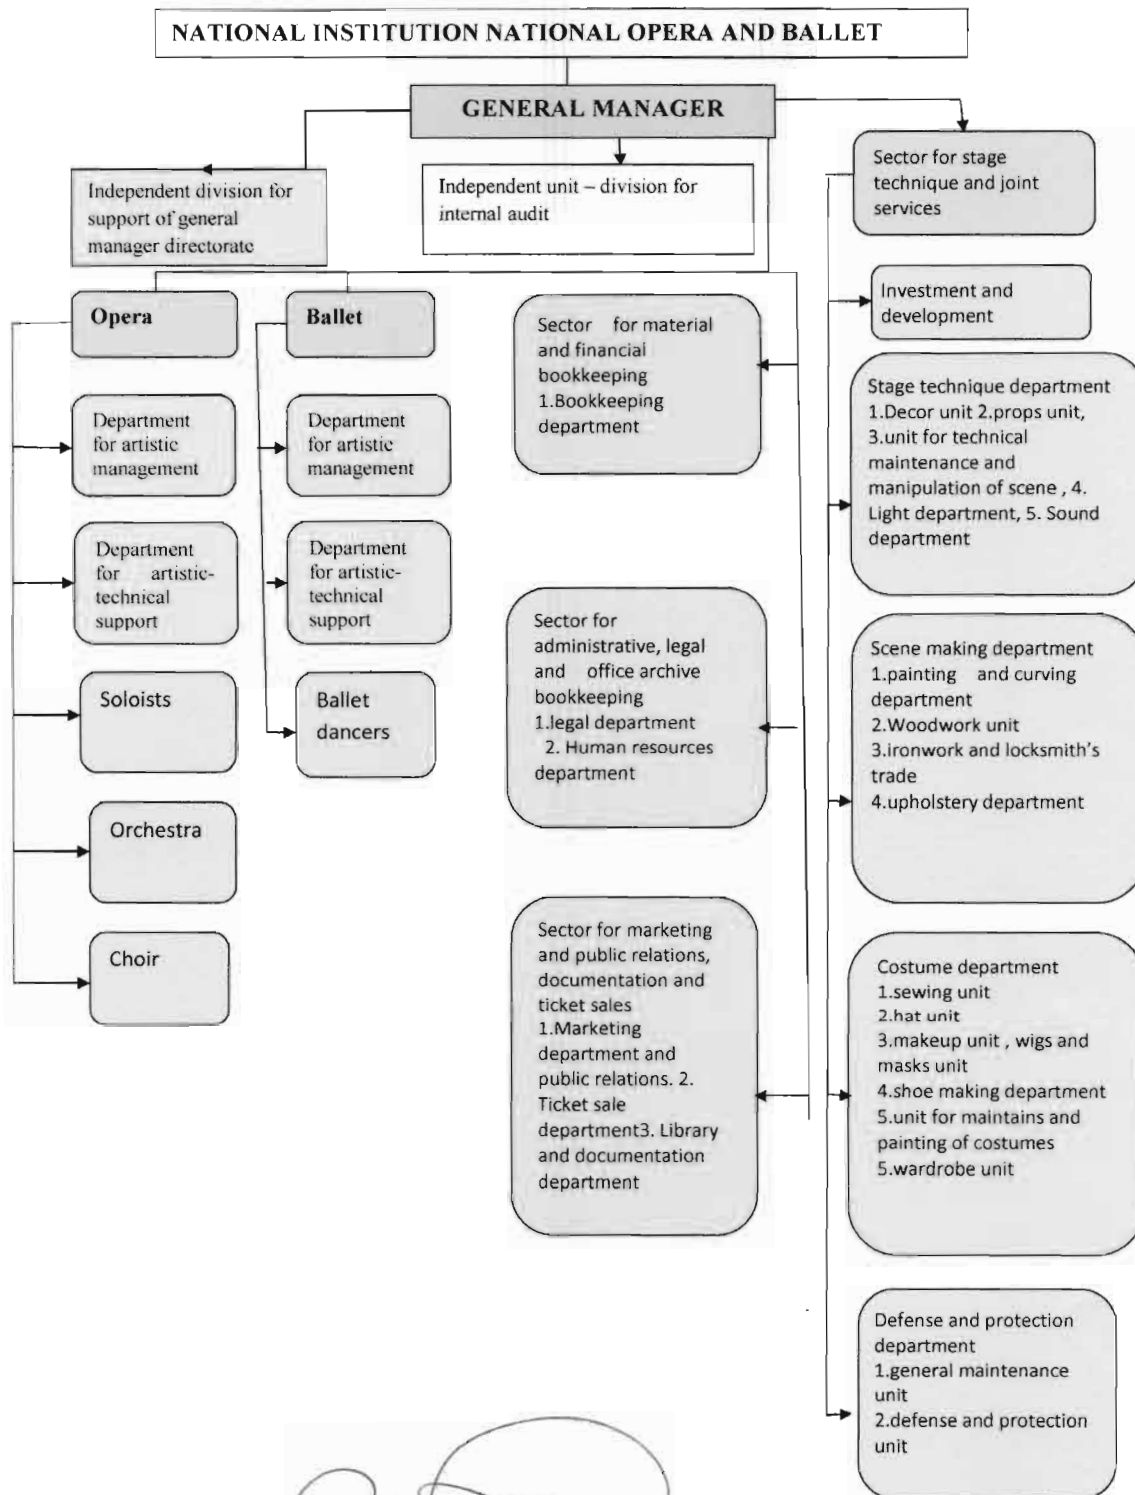 NATIONAL INSTITUTION NATIONAL OPERA AND BALLET
GENERAL MANAGER
Independent division for
support of general
manager directorate
Independent unit – division for
internal audit
Sector for stage
technique and joint
services
Opera
Department
for artistic
management
Department
for artistic-
technical
support
Soloists
Orchestra
Choir
Ballet
Department
for artistic
management
Department
for artistic-
technical
support
Ballet
dancers
Sector for material
and financial
bookkeeping
1.Bookkeeping
department
Sector for
administrative, legal
and office archive
bookkeeping
1.legal department
2. Human resources
department
Sector for marketing
and public relations,
documentation and
ticket sales
1.Marketing
department and
public relations. 2.
Ticket sale
department3. Library
and documentation
department
Investment and
development
Stage technique department
1.Decor unit 2.props unit,
3.unit for technical
maintenance and
manipulation of scene , 4.
Light department, 5. Sound
department
Scene making department
1.painting and curving
department
2.Woodwork unit
3.ironwork and locksmith's
trade
4.upholstery department
Costume department
1.sewing unit
2.hat unit
3.makeup unit , wigs and
masks unit
4.shoe making department
5.unit for maintains and
painting of costumes
5.wardrobe unit
Defense and protection
department
1.general maintenance
unit
2.defense and protection
unit